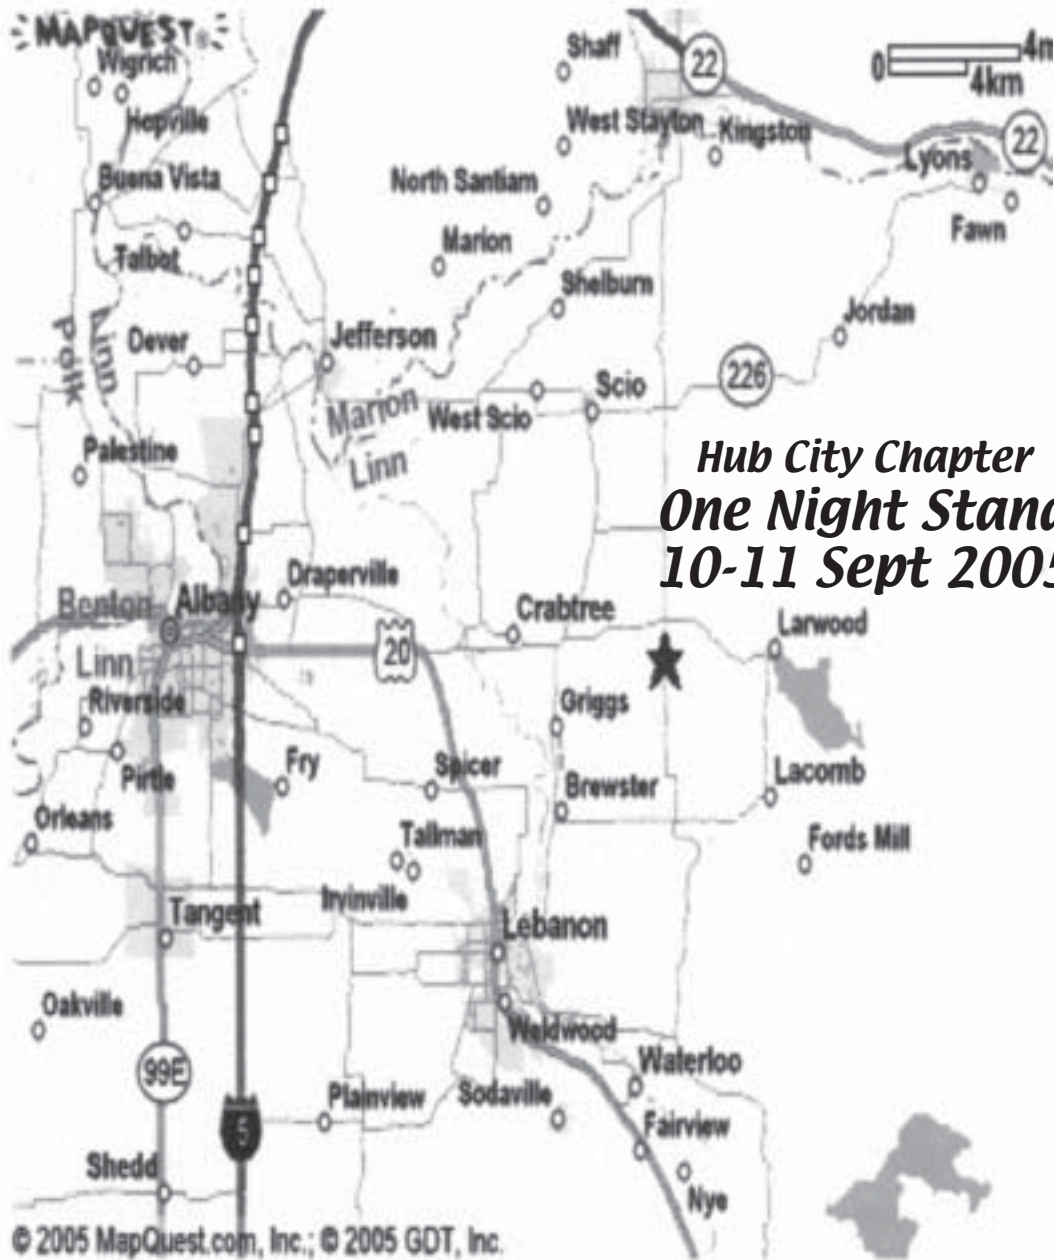 MAPQUEST®
Wigrich
Hopville
Buena Vista
Talbot
Shaff
22
0
4m
4km
West Stayton
Kingston
22
Lyons
North Santiam
Fawn
Marion
Shelburn
Jordan
Polk
Linn
Dever
Jefferson
226
Scio
Marion
West Scio
Linn
Palestine
Hub City Chapter
One Night Stand
10-11 Sept 2005
Draperville
Benton
Albany
Crabtree
Larwood
20
Linn
Riverside
Griggs
Pirtle
Fry
Spicer
Brewster
Lacomb
Orleans
Tallman
Fords Mill
Irvinville
Tangent
Lebanon
Oakville
Weldwood
99E
Waterloo
Plainview
Sodaville
5
Fairview
Shedd
Nye
© 2005 MapQuest.com, Inc.; © 2005 GDT, Inc.